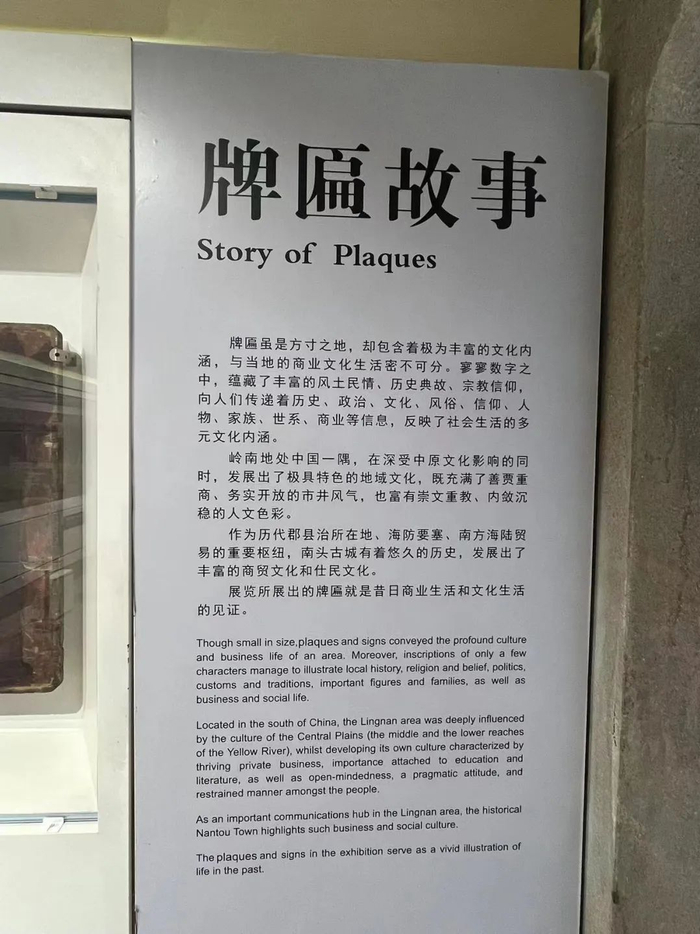 牌匾故事
Story of Plaques
牌匾虽是方寸之地，却包含着极为丰富的文化内
涵，与当地的商业文化生活密不可分。寥寥数字之
中，蕴藏了丰富的风土民情、历史典故、宗教信仰，
向人们传递着历史、政治、文化、风俗、信仰、人
物、家族、世系、商业等信息，反映了社会生活的多
元文化内涵。
岭南地处中国一隅，在深受中原文化影响的同
时，发展出了极具特色的地域文化，既充满了善贾重
商、务实开放的市井风气，也富有崇文重教、内敛沉
稳的人文色彩。
作为历代郡县治所在地、海防要塞、南方海陆贸
易的重要枢纽，南头古城有着悠久的历史，发展出了
丰富的商贸文化和仕民文化。
展览所展出的牌匾就是昔日商业生活和文化生活
的见证。
Though small in size,plaques and signs conveyed the profound culture
and business life of an area. Moreover, inscriptions of only a few
characters manage to illustrate local history, religion and belief, politics,
customs and traditions, important figures and families, as well as
business and social life.
Located in the south of China, the Lingnan area was deeply influenced
by the culture of the Central Plains (the middle and the lower reaches
of the Yellow River), whilst developing its own culture characterized by
thriving private business, importance attached to education and
literature, as well as open-mindedness, a pragmatic attitude, and
restrained manner amongst the people.
As an important communications hub in the Lingnan area, the historical
Nantou Town highlights such business and social culture.
The plaques and signs in the exhibition serve as a vivid illustration of
life in the past.